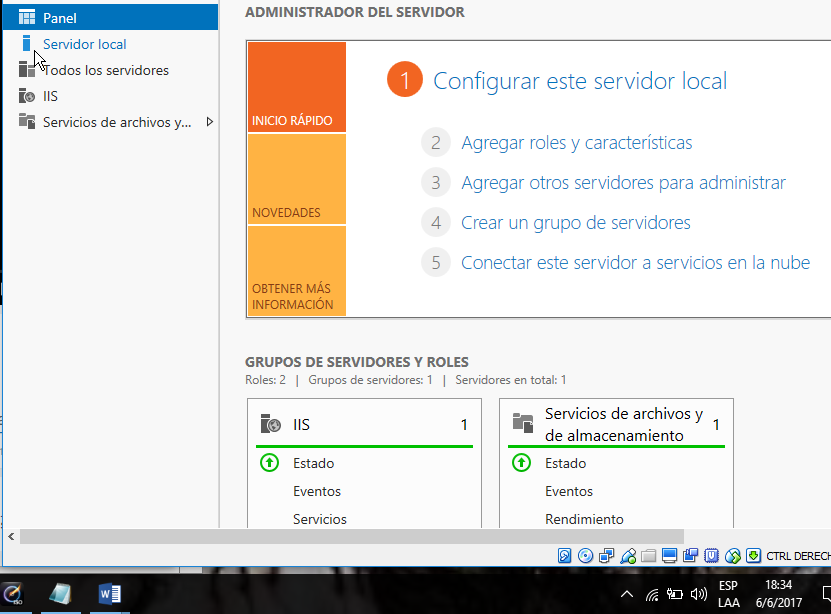 Panel
Servidor local
Todos los servidores
IIS
Servicios de archivos y...
ADMINISTRADOR DEL SERVIDOR
INICIO RÁPIDO
NOVEDADES
OBTENER MÁS
INFORMACIÓN
1 Configurar este servidor local
2 Agregar roles y características
3 Agregar otros servidores para administrar
4 Crear un grupo de servidores
5 Conectar este servidor a servicios en la nube
GRUPOS DE SERVIDORES Y ROLES
Roles: 2 | Grupos de servidores: 1 | Servidores en total: 1
IIS 1
Estado
Eventos
Servicios
Servicios de archivos y
de almacenamiento 1
Estado
Eventos
Rendimiento
CTRL DERECH
ESP
LAA
18:34
6/6/2017